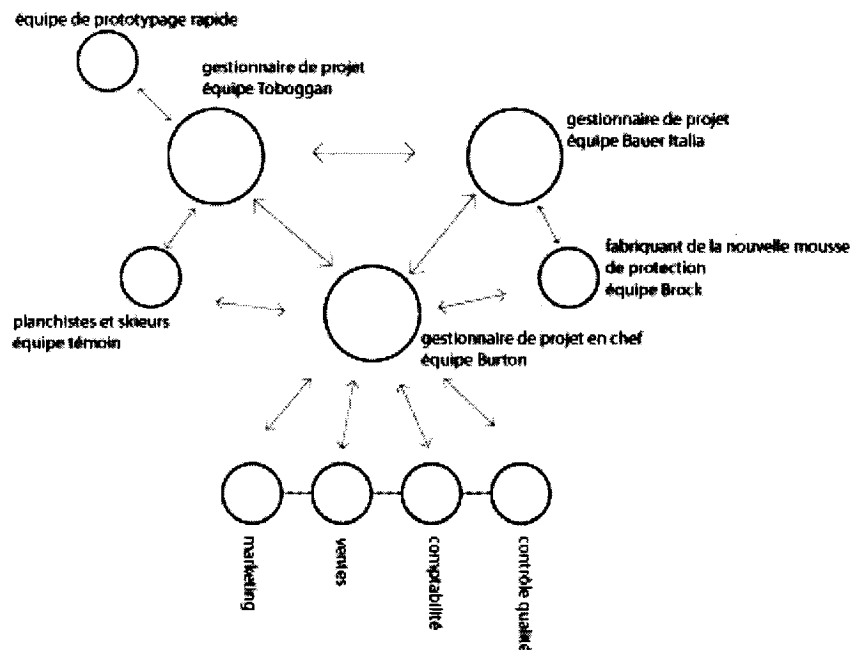 équipe de prototypage rapide
gestionnaire de projet
équipe Toboggan
gestionnaire de projet
équipe Bauer Italia
fabriquant de la nouvelle mousse
de protection
équipe Brock
planchistes et skieurs
équipe témoin
gestionnaire de projet en chef
équipe Burton
marketing
ventes
comptabilité
contrôle qualité